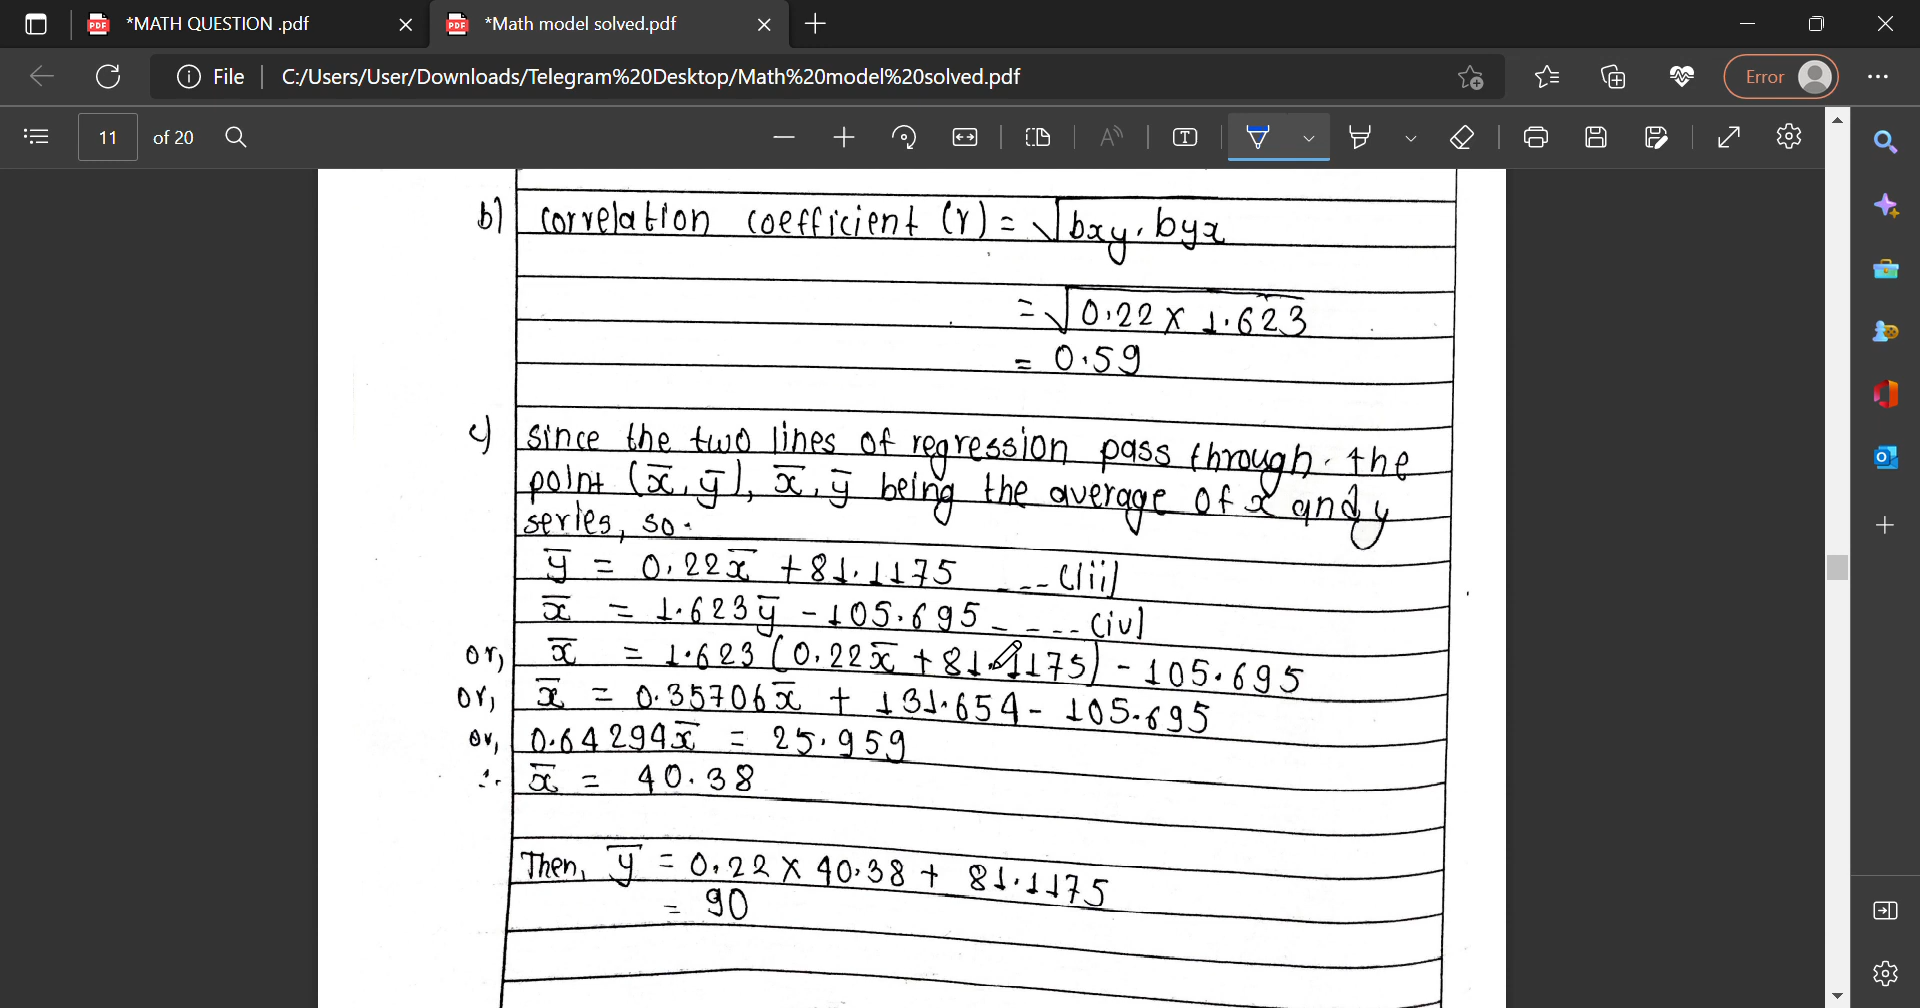 *MATH QUESTION .pdf
*Math model solved.pdf
File
C:/Users/User/Downloads/Telegram%20Desktop/Math%20model%20solved.pdf
Error
11 of 20
b) correlation coefficient (r) = √bxy. byx
= √0.22 x 1.623
= 0.59
c) since the two lines of regression pass through the
point (x̅, y̅), x̅, y̅ being the average of x and y
series, so.
y̅ = 0.22x̅ + 81.1175 --- (iii)
x̅ = 1.623y̅ - 105.695 ---- (iv)
or, x̅ = 1.623 (0.22x̅ + 81.1175) - 105.695
or, x̅ = 0.35706x̅ + 131.654 - 105.695
or, 0.64294x̅ = 25.959
∴ x̅ = 40.38
Then, y̅ = 0.22 x 40.38 + 81.1175
= 90